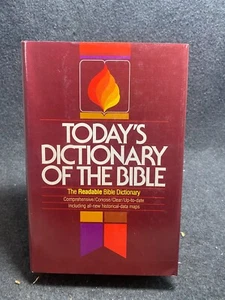 TODAY'S
DICTIONARY
OF THE BIBLE
The Readable Bible Dictionary
Comprehensive/Concise/Clear/Up-to-date
Including all-new historical-data maps